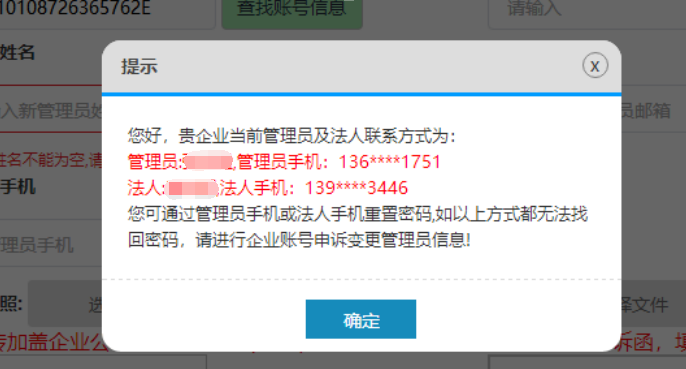 10108726365762E
查找账号信息
请输入
姓名
提示
X
入新管理员姓
员邮箱
您好，贵企业当前管理员及法人联系方式为：
管理员:
,管理员手机：136****1751
姓名不能为空,请
手机
法人:
,法人手机：139****3446
您可通过管理员手机或法人手机重置密码,如以上方式都无法找
回密码，请进行企业账号申诉变更管理员信息!
管理员手机
照:
选
择文件
确定
传加盖企业公
诉函，填